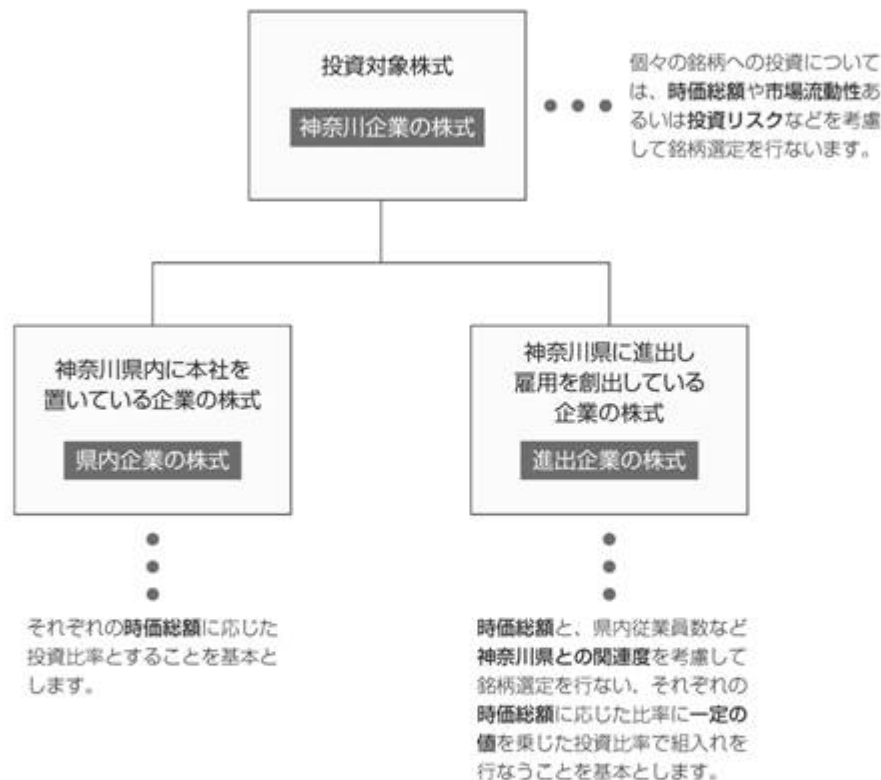 投資対象株式
神奈川企業の株式
個々の銘柄への投資について
は、時価総額や市場流動性あ
るいは投資リスクなどを考慮
して銘柄選定を行ないます。
神奈川県内に本社を
置いている企業の株式
県内企業の株式
神奈川県に進出し
雇用を創出している
企業の株式
進出企業の株式
それぞれの時価総額に応じた
投資比率とすることを基本と
します。
時価総額と、県内従業員数など
神奈川県との関連度を考慮して
銘柄選定を行ない、それぞれの
時価総額に応じた比率に一定の
値を乗じた投資比率で組入れを
行なうことを基本とします。